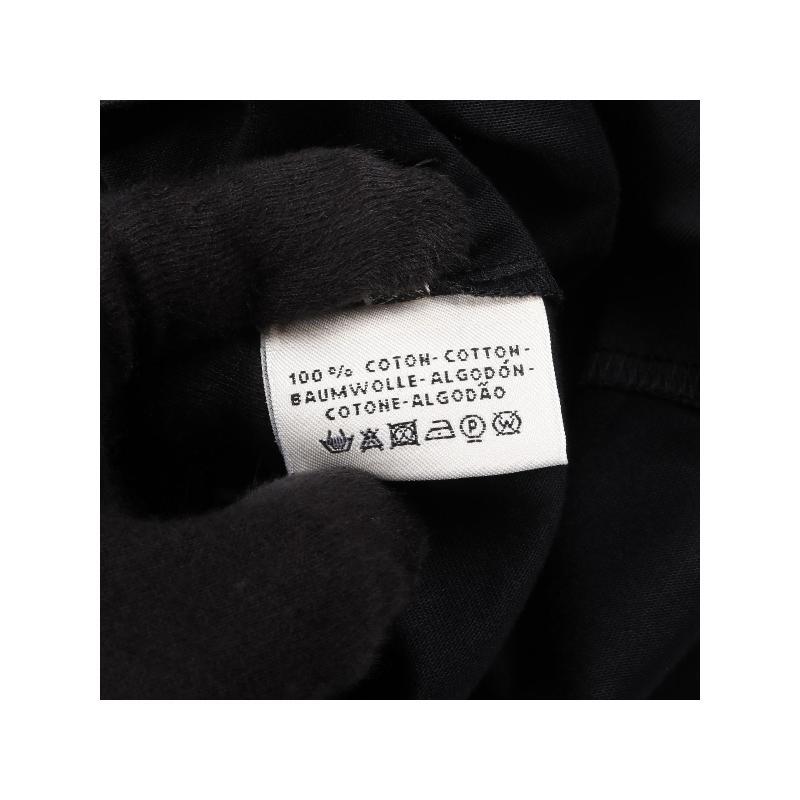 100 % COTON-COTTON-
BAUMWOLLE-ALGODÓN-
COTONE-ALGODÃO
P W